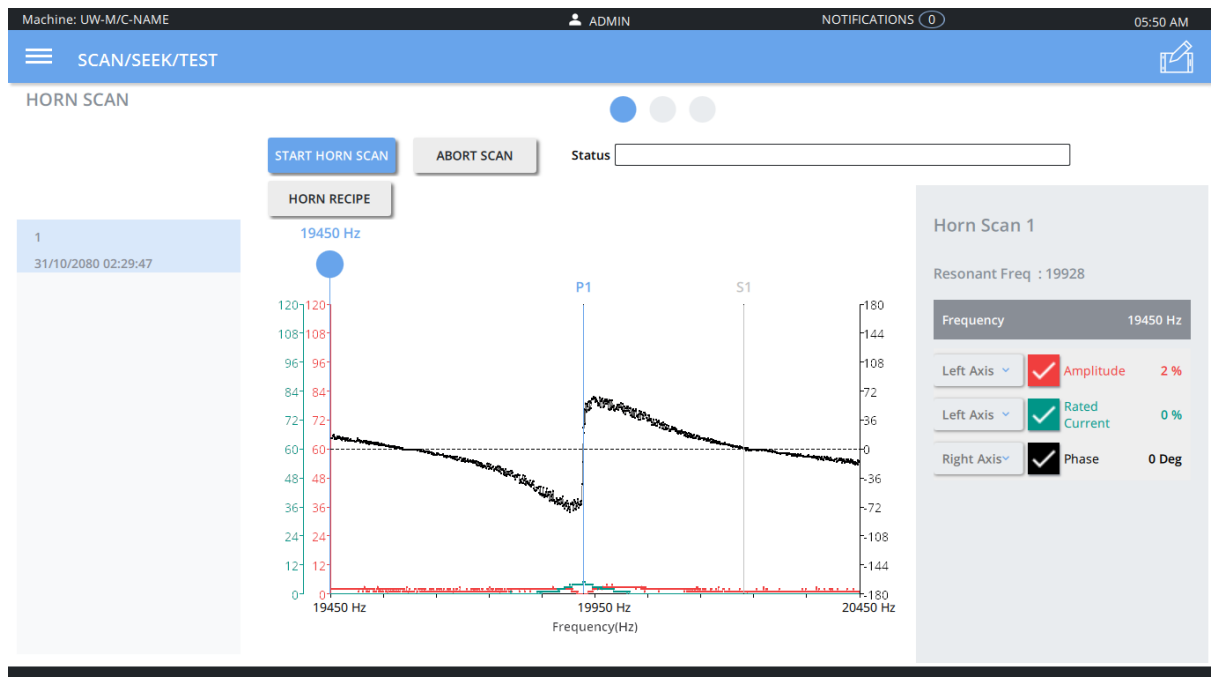 Machine: UW-M/C-NAME ADMIN NOTIFICATIONS 0 05:50 AM
SCAN/SEEK/TEST
HORN SCAN
START HORN SCAN ABORT SCAN Status
HORN RECIPE
1
31/10/2080 02:29:47
19450 Hz
P1 S1
120 120 180
108 108 144
96 96 108
84 84 72
72 72 36
60 60 0
48 48 -36
36 36 -72
24 24 -108
12 12 -144
0 0 -180
19450 Hz 19950 Hz 20450 Hz
Frequency(Hz)
Horn Scan 1
Resonant Freq : 19928
Frequency 19450 Hz
Left Axis Amplitude 2 %
Left Axis Rated Current 0 %
Right Axis Phase 0 Deg